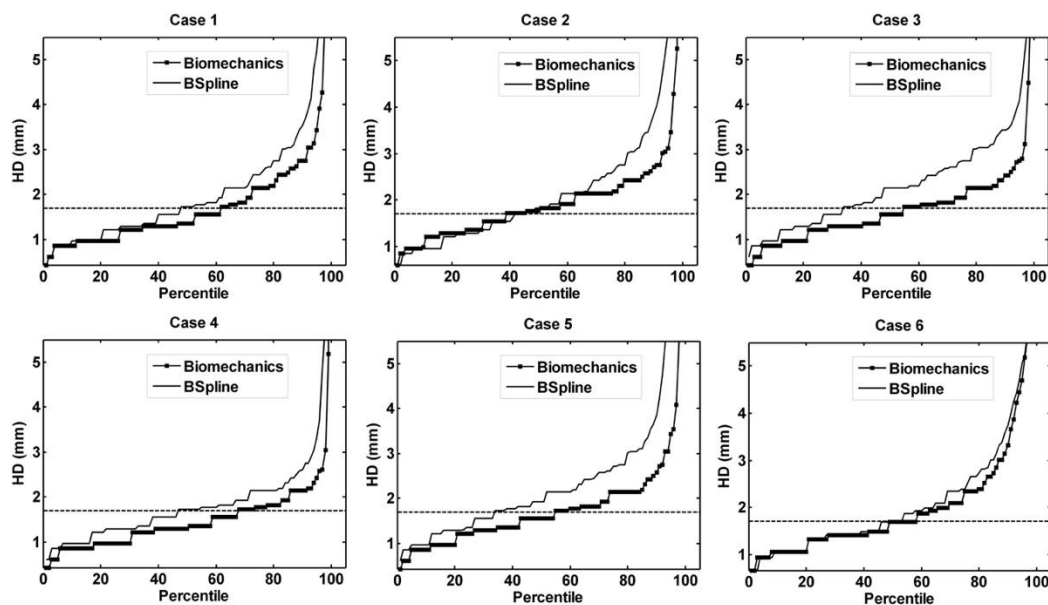 Case 1
5
4
3
2
1
HD (mm)
Biomechanics
BSpline
0 20 40 60 80 100
Percentile
Case 2
5
4
3
2
1
HD (mm)
Biomechanics
BSpline
0 20 40 60 80 100
Percentile
Case 3
5
4
3
2
1
HD (mm)
Biomechanics
BSpline
0 20 40 60 80 100
Percentile
Case 4
5
4
3
2
1
HD (mm)
Biomechanics
BSpline
0 20 40 60 80 100
Percentile
Case 5
5
4
3
2
1
HD (mm)
Biomechanics
BSpline
0 20 40 60 80 100
Percentile
Case 6
5
4
3
2
1
HD (mm)
Biomechanics
BSpline
0 20 40 60 80 100
Percentile